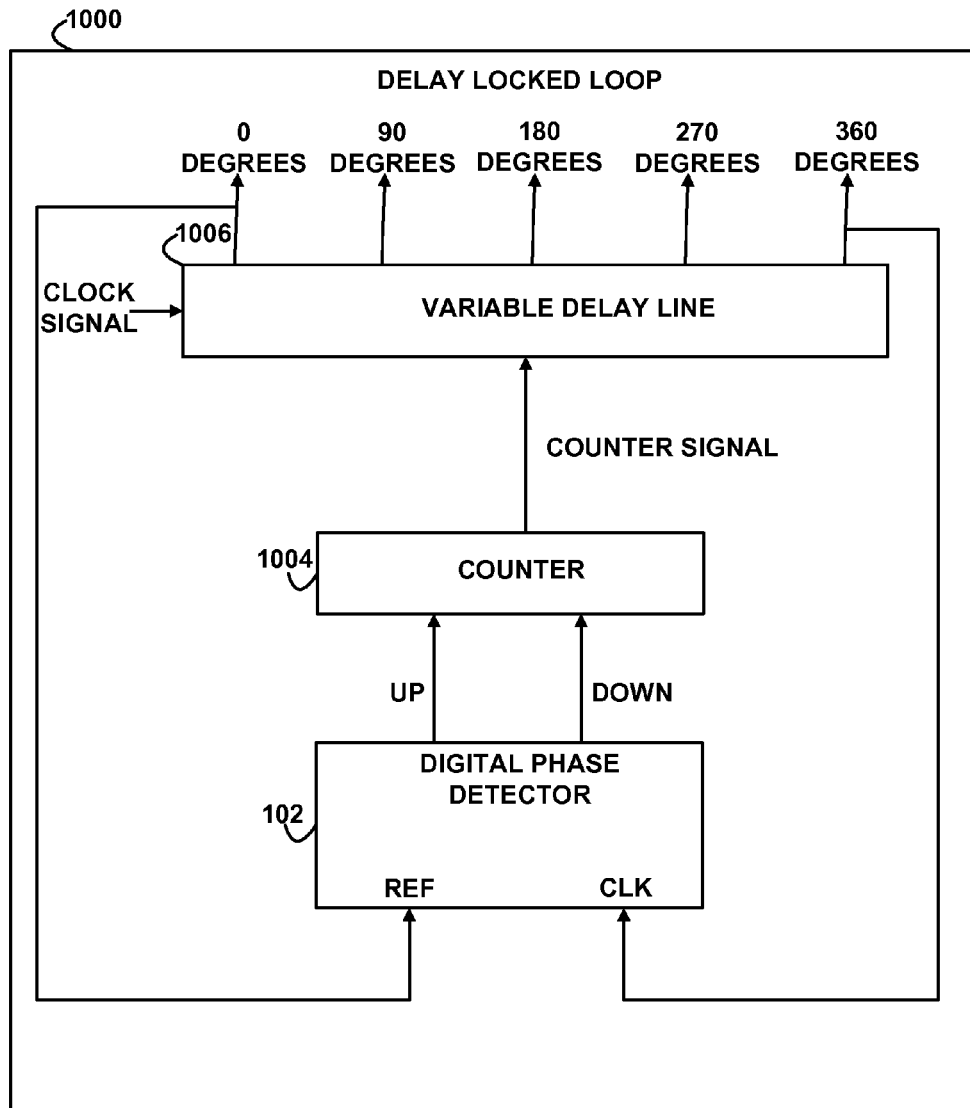 1000
DELAY LOCKED LOOP
0 DEGREES
90 DEGREES
180 DEGREES
270 DEGREES
360 DEGREES
1006
CLOCK
SIGNAL
VARIABLE DELAY LINE
COUNTER SIGNAL
1004
COUNTER
UP
DOWN
DIGITAL PHASE
DETECTOR
102
REF
CLK